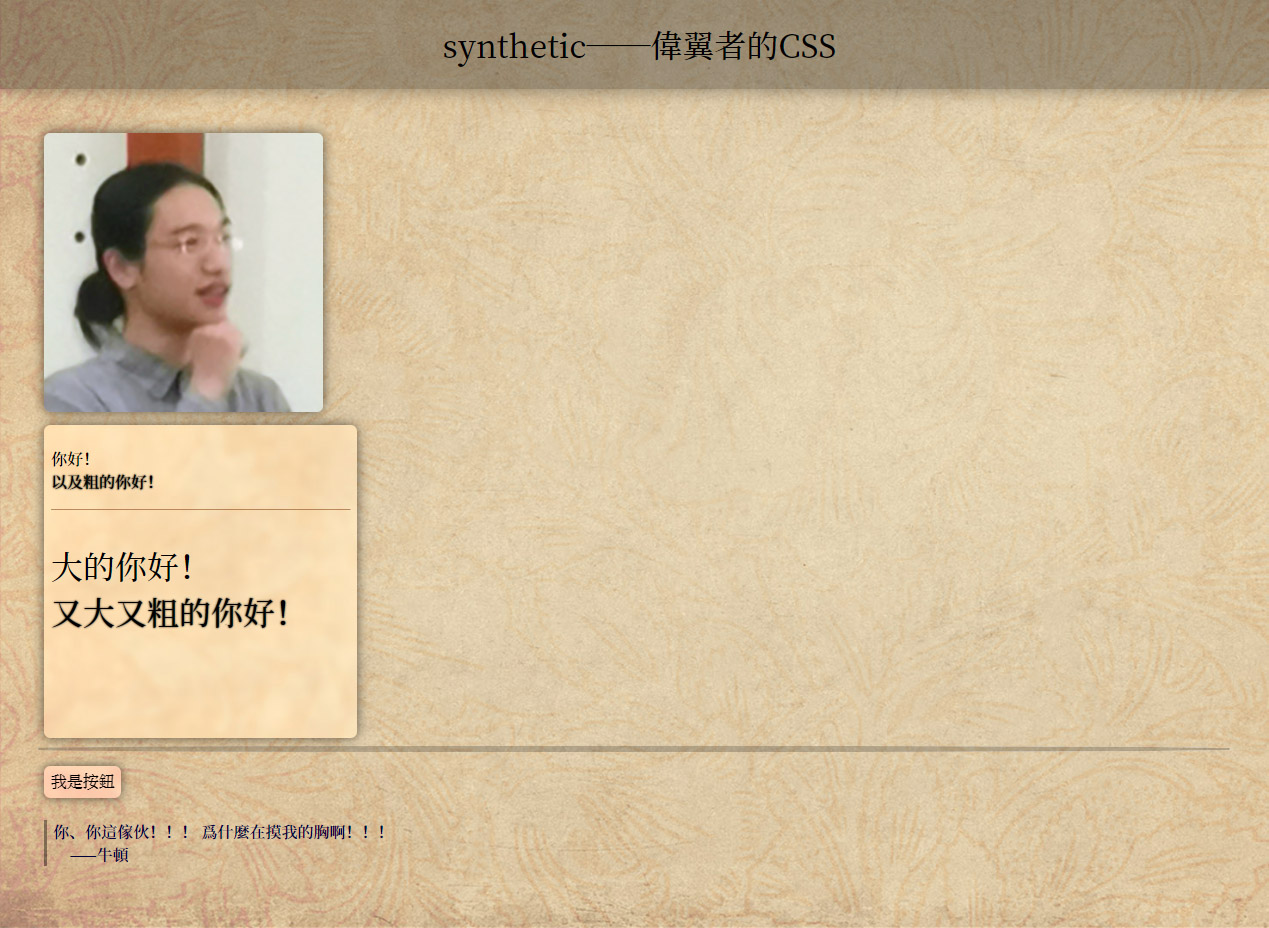 synthetic——偉翼者的CSS
你好！
以及粗的你好！
大的你好！
又大又粗的你好！
我是按鈕
你、你這傢伙！！！ 爲什麼在摸我的胸啊！！！
——牛頓